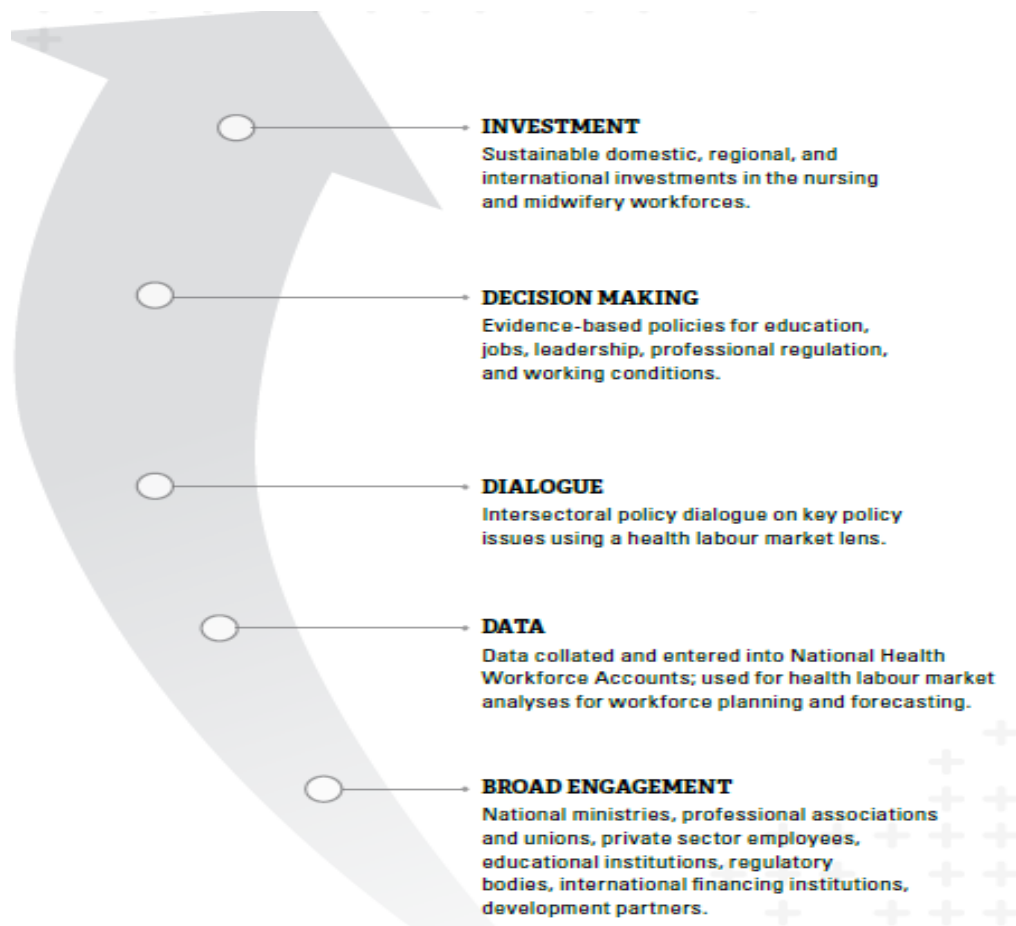 INVESTMENT
Sustainable domestic, regional, and
international investments in the nursing
and midwifery workforces.
DECISION MAKING
Evidence-based policies for education,
jobs, leadership, professional regulation,
and working conditions.
DIALOGUE
Intersectoral policy dialogue on key policy
issues using a health labour market lens.
DATA
Data collated and entered into National Health
Workforce Accounts; used for health labour market
analyses for workforce planning and forecasting.
BROAD ENGAGEMENT
National ministries, professional associations
and unions, private sector employees,
educational institutions, regulatory
bodies, international financing institutions,
development partners.